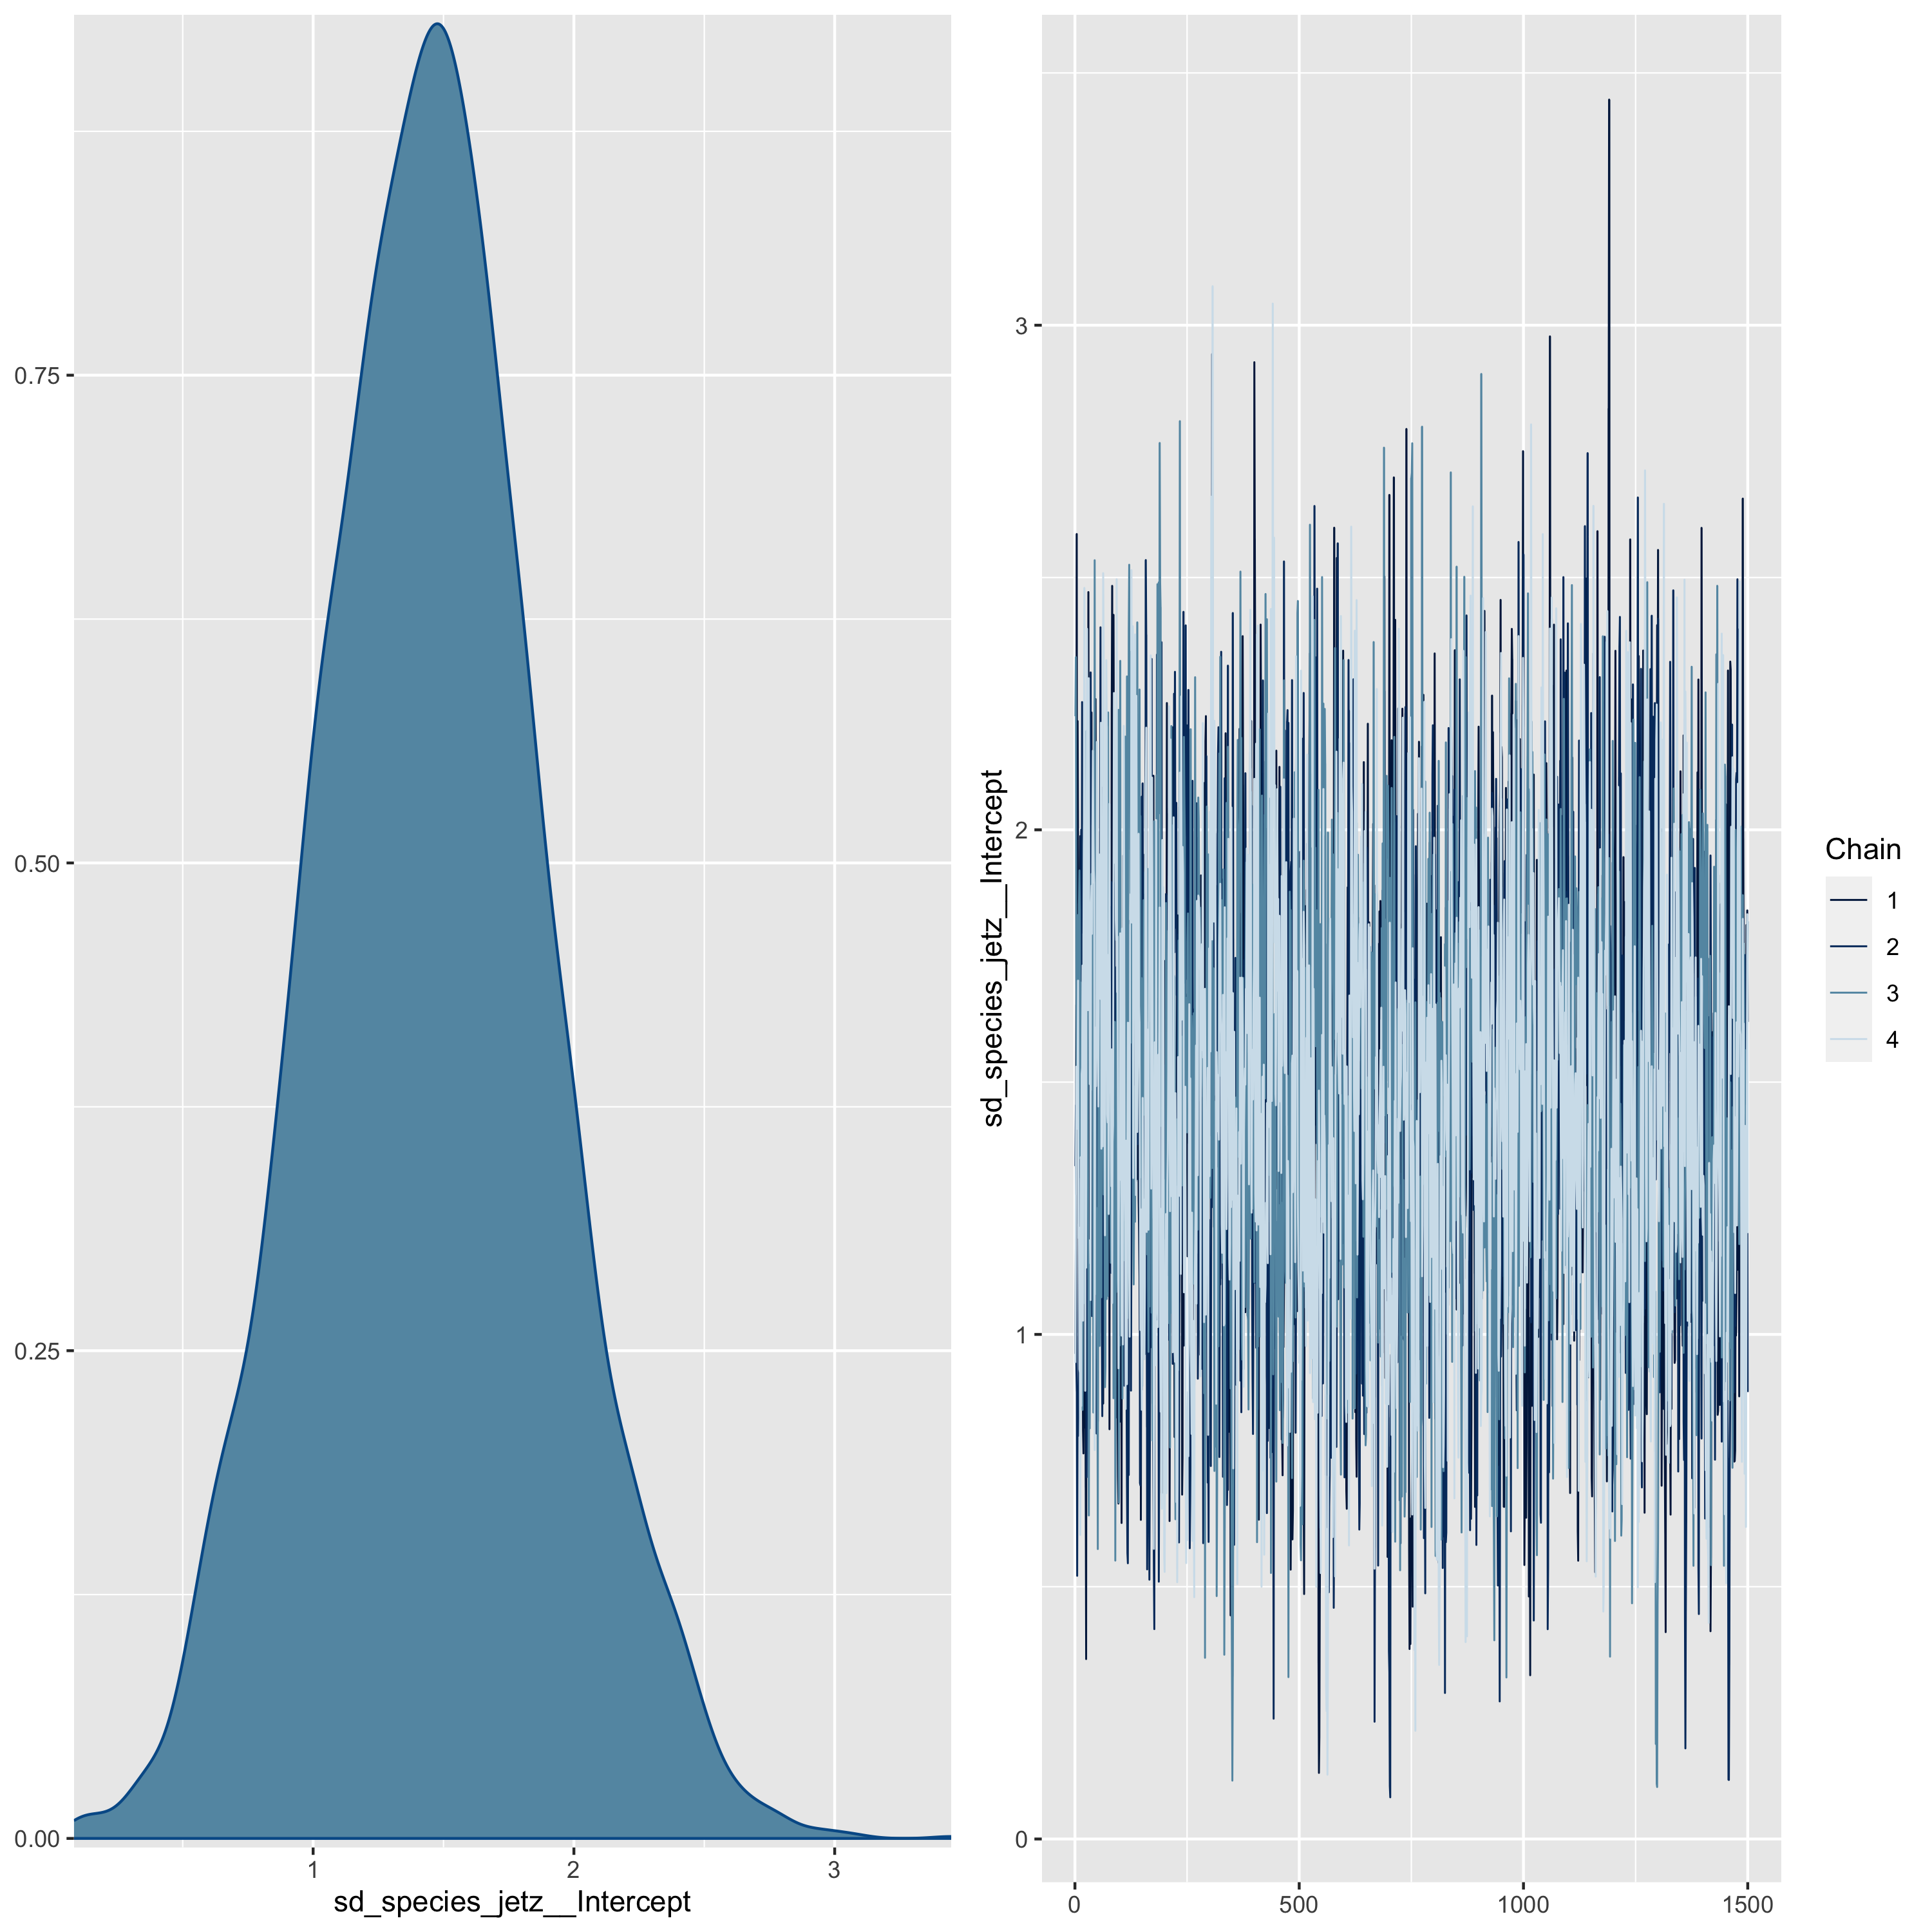 0.75
0.50
0.25
0.00
1 2 3
sd_species_jetz__Intercept
sd_species_jetz__Intercept
3
2
1
0
0 500 1000 1500
Chain
1
2
3
4